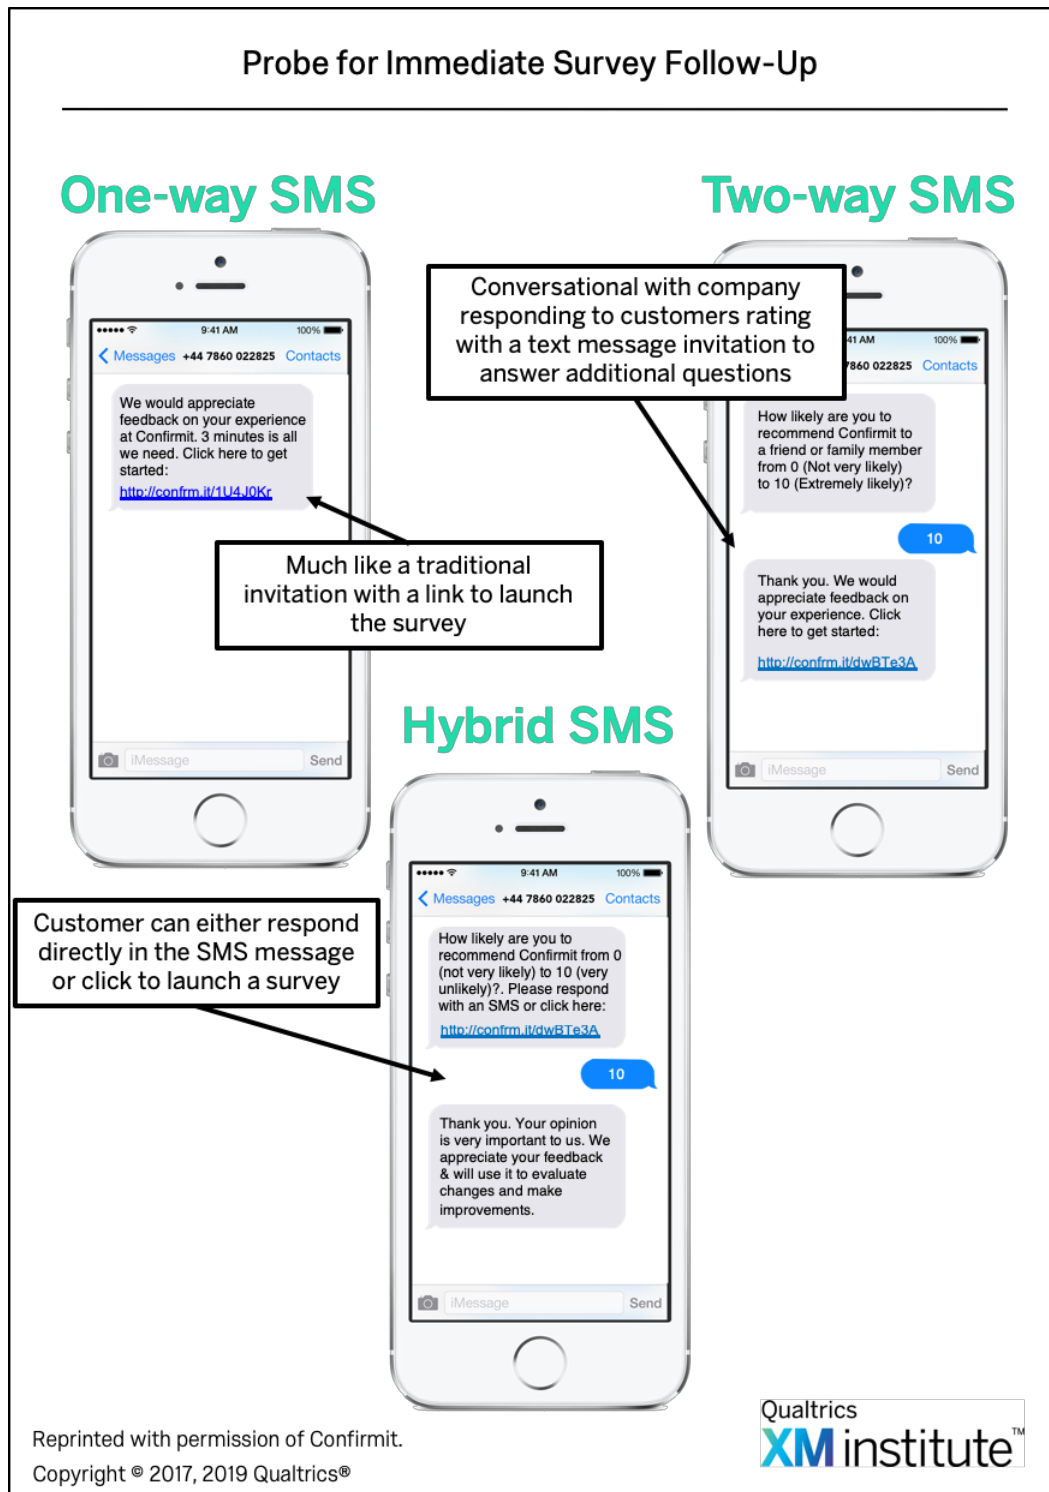 Probe for Immediate Survey Follow-Up
One-way SMS
9:41 AM
100%
Messages
+44 7860 022825
Contacts
We would appreciate
feedback on your experience
at Confirmit. 3 minutes is all
we need. Click here to get
started:
http://confrm.it/1U4J0Kr
Much like a traditional
invitation with a link to launch
the survey
iMessage
Send
Two-way SMS
Conversational with company
responding to customers rating
with a text message invitation to
answer additional questions
41 AM
100%
860 022825
Contacts
How likely are you to
recommend Confirmit to
a friend or family member
from 0 (Not very likely)
to 10 (Extremely likely)?
10
Thank you. We would
appreciate feedback on
your experience. Click
here to get started:
http://confrm.it/dwBTe3A
iMessage
Send
Hybrid SMS
9:41 AM
100%
Messages
+44 7860 022825
Contacts
Customer can either respond
directly in the SMS message
or click to launch a survey
How likely are you to
recommend Confirmit from 0
(not very likely) to 10 (very
unlikely)?. Please respond
with an SMS or click here:
http://confrm.it/dwBTe3A
10
Thank you. Your opinion
is very important to us. We
appreciate your feedback
& will use it to evaluate
changes and make
improvements.
iMessage
Send
Reprinted with permission of Confirmit.
Copyright © 2017, 2019 Qualtrics®
Qualtrics
XM institute™